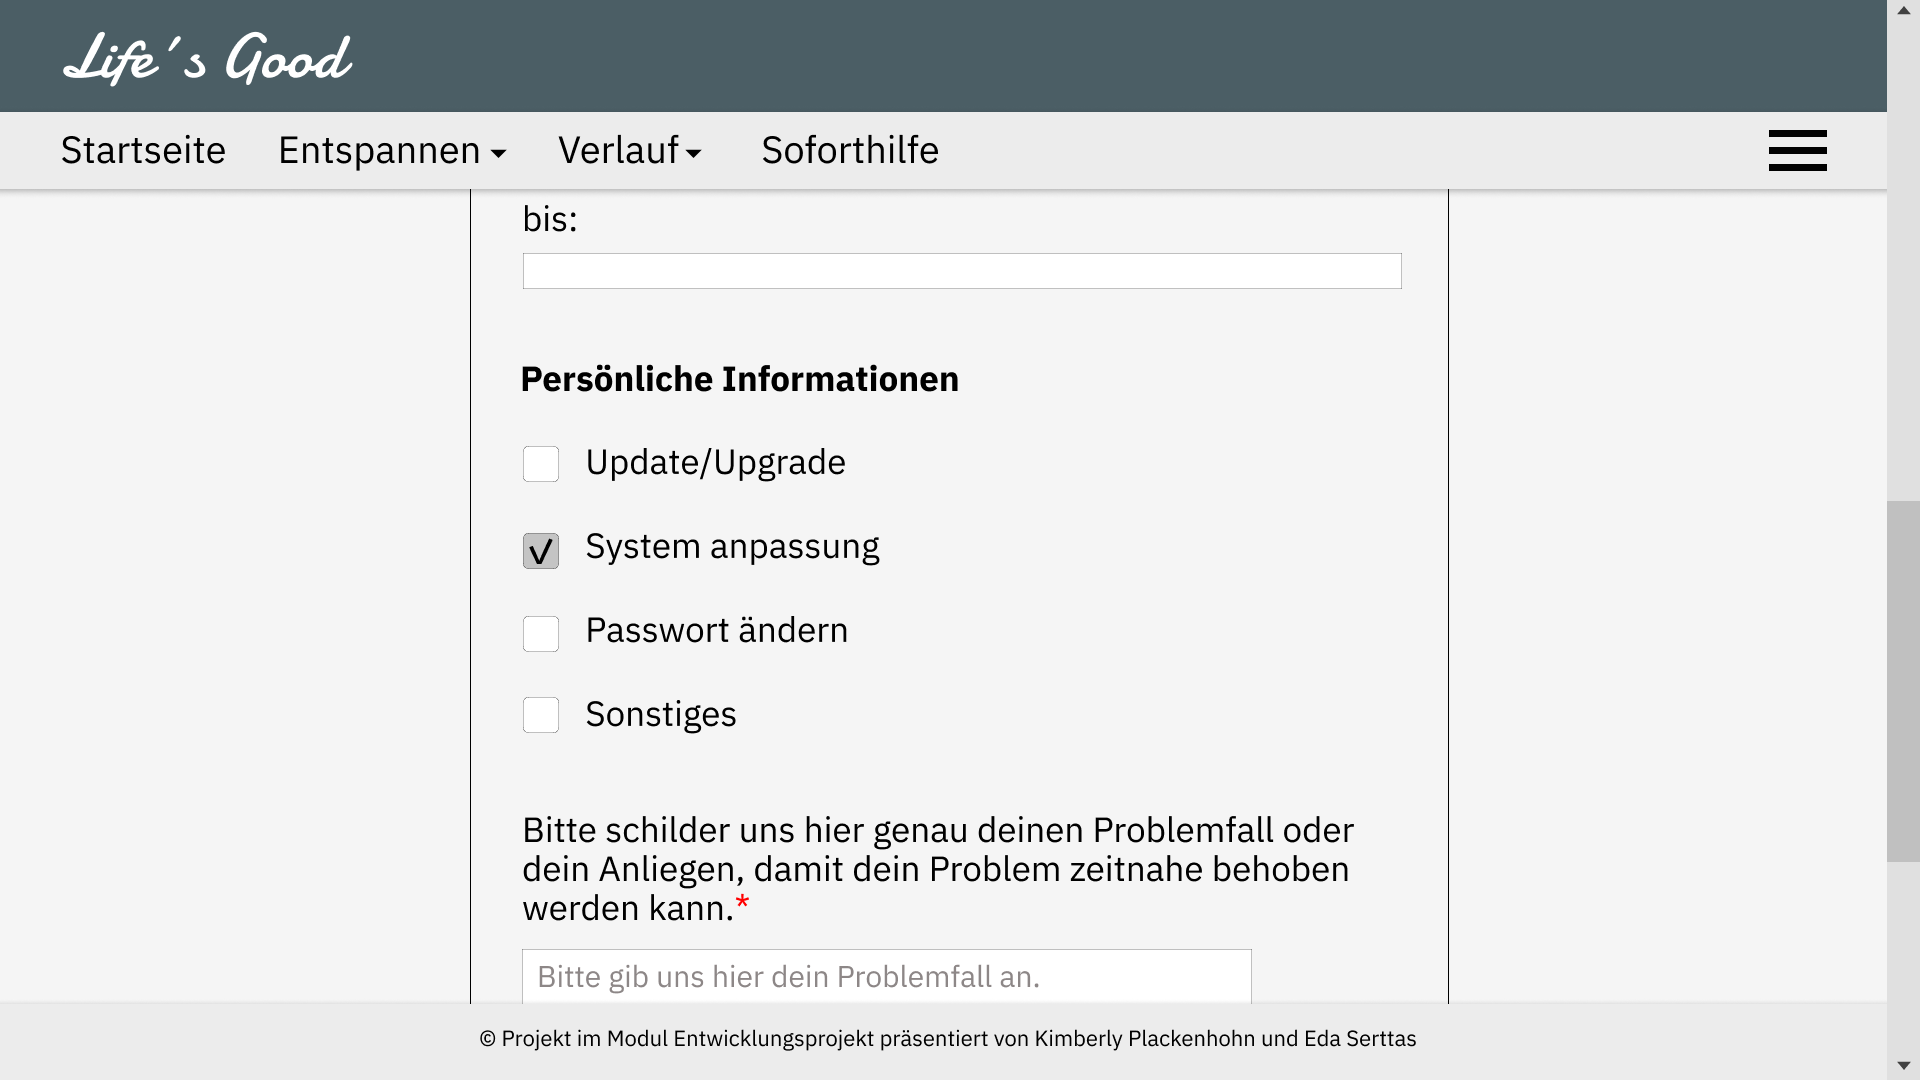 Life´s Good
Startseite Entspannen Verlauf Soforthilfe
bis:
Persönliche Informationen
Update/Upgrade
System anpassung
Passwort ändern
Sonstiges
Bitte schilder uns hier genau deinen Problemfall oder
dein Anliegen, damit dein Problem zeitnahe behoben
werden kann.*
Bitte gib uns hier dein Problemfall an.
© Projekt im Modul Entwicklungsprojekt präsentiert von Kimberly Plackenhohn und Eda Serttas